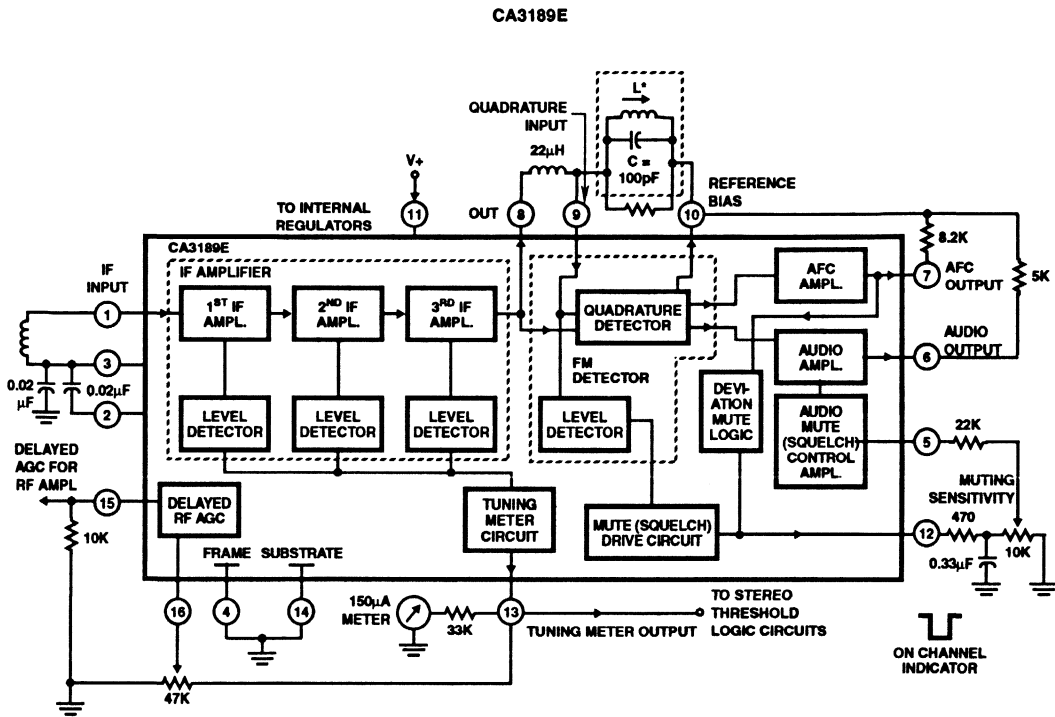 CA3189E
L*
QUADRATURE
INPUT
22μH
C =
100pF
V+
REFERENCE
BIAS
TO INTERNAL
REGULATORS
11
OUT
8
9
10
8.2K
5K
CA3189E
IF
INPUT
IF AMPLIFIER
1
1ST IF
AMPL.
2ND IF
AMPL.
3RD IF
AMPL.
QUADRATURE
DETECTOR
AFC
AMPL.
7
AFC
OUTPUT
3
0.02
μF
0.02μF
2
FM
DETECTOR
AUDIO
AMPL.
6
AUDIO
OUTPUT
LEVEL
DETECTOR
LEVEL
DETECTOR
LEVEL
DETECTOR
LEVEL
DETECTOR
DEVI-
ATION
MUTE
LOGIC
AUDIO
MUTE
(SQUELCH)
CONTROL
AMPL.
5
22K
DELAYED
AGC FOR
RF AMPL
15
10K
DELAYED
RF AGC
TUNING
METER
CIRCUIT
MUTE (SQUELCH)
DRIVE CIRCUIT
MUTING
SENSITIVITY
12
470
0.33μF
10K
FRAME
SUBSTRATE
16
4
14
150μA
METER
33K
13
TUNING METER OUTPUT
TO STEREO
THRESHOLD
LOGIC CIRCUITS
47K
ON CHANNEL
INDICATOR